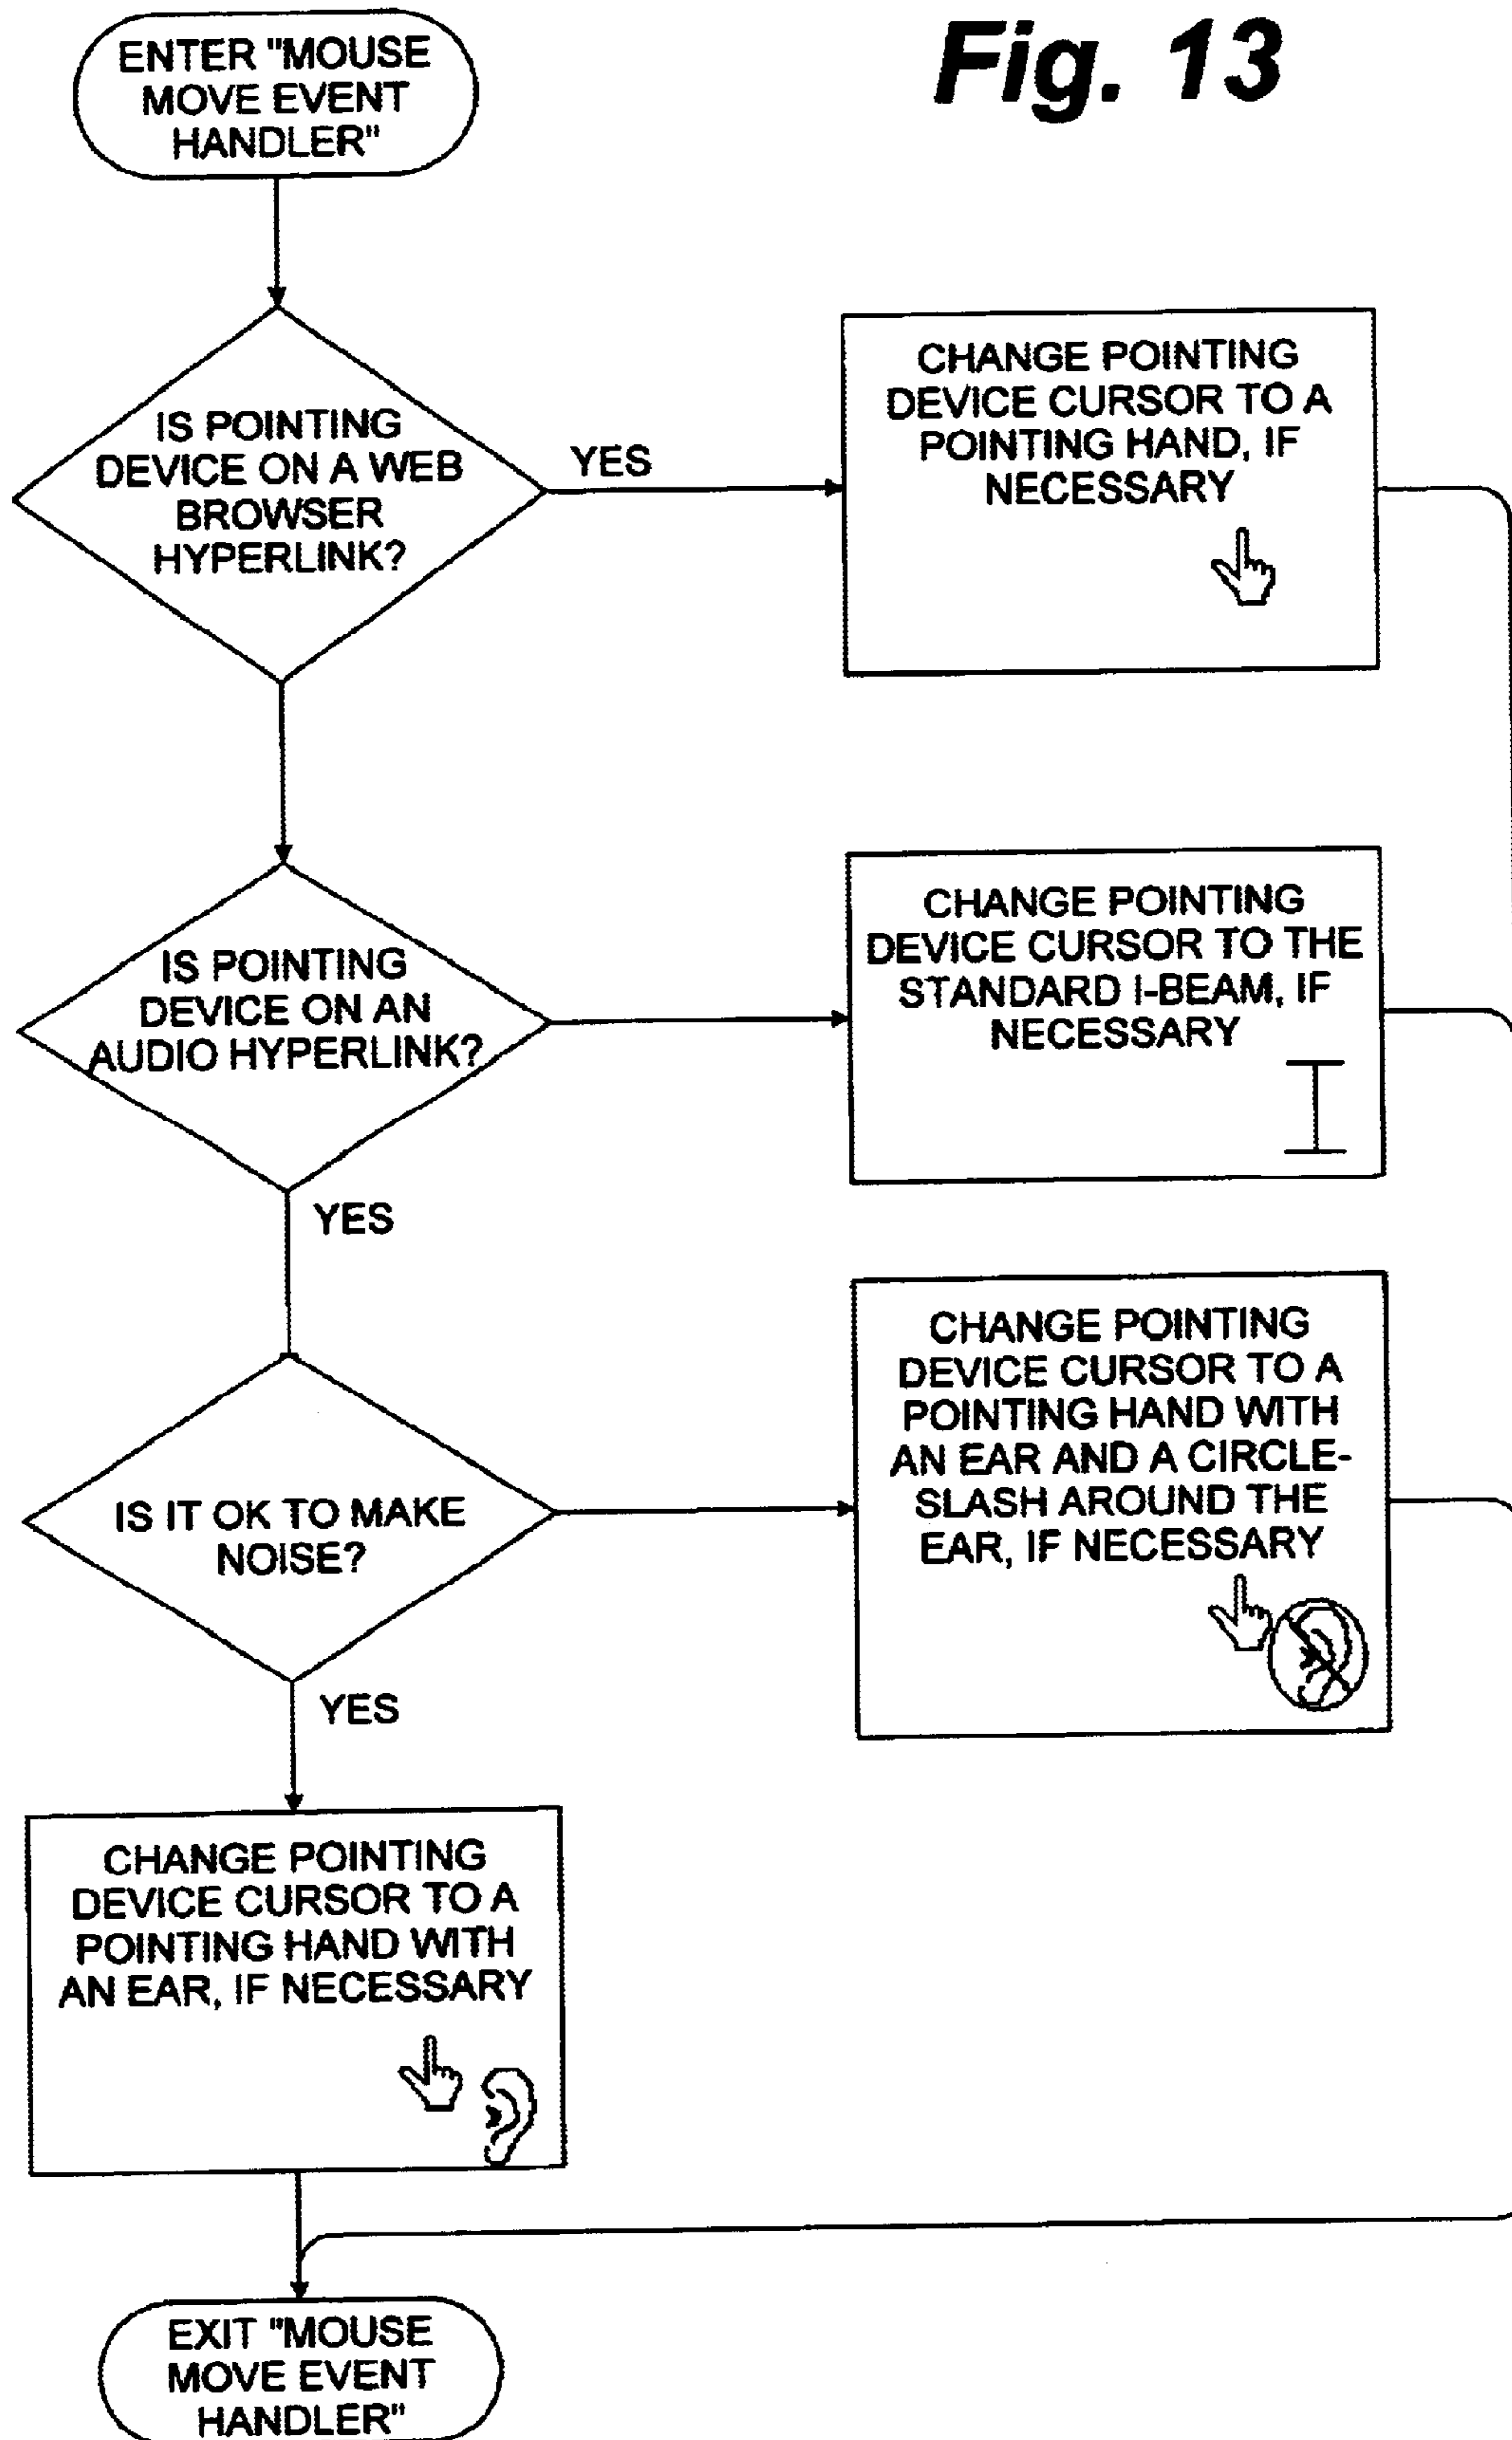 Fig. 13
ENTER "MOUSE
MOVE EVENT
HANDLER"
IS POINTING
DEVICE ON A WEB
BROWSER
HYPERLINK?
YES
CHANGE POINTING
DEVICE CURSOR TO A
POINTING HAND, IF
NECESSARY
IS POINTING
DEVICE ON AN
AUDIO HYPERLINK?
CHANGE POINTING
DEVICE CURSOR TO THE
STANDARD I-BEAM, IF
NECESSARY
YES
IS IT OK TO MAKE
NOISE?
CHANGE POINTING
DEVICE CURSOR TO A
POINTING HAND WITH
AN EAR AND A CIRCLE-
SLASH AROUND THE
EAR, IF NECESSARY
YES
CHANGE POINTING
DEVICE CURSOR TO A
POINTING HAND WITH
AN EAR, IF NECESSARY
EXIT "MOUSE
MOVE EVENT
HANDLER"